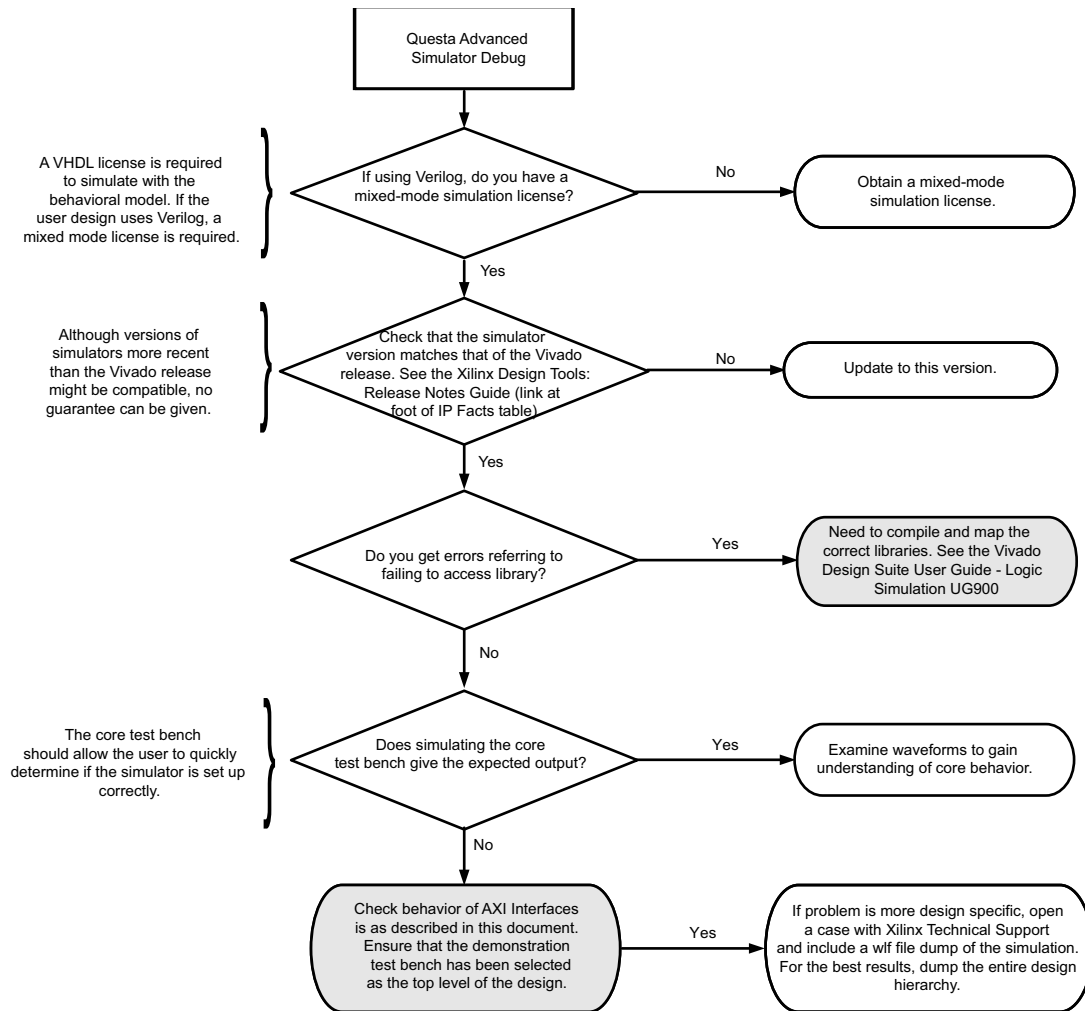 Questa Advanced
Simulator Debug
A VHDL license is required
to simulate with the
behavioral model. If the
user design uses Verilog, a
mixed mode license is required.
If using Verilog, do you have a
mixed-mode simulation license?
No
Obtain a mixed-mode
simulation license.
Yes
Although versions of
simulators more recent
than the Vivado release
might be compatible, no
guarantee can be given.
Check that the simulator
version matches that of the Vivado
release. See the Xilinx Design Tools:
Release Notes Guide (link at
foot of IP Facts table)
No
Update to this version.
Yes
Do you get errors referring to
failing to access library?
Yes
Need to compile and map the
correct libraries. See the Vivado
Design Suite User Guide - Logic
Simulation UG900
No
The core test bench
should allow the user to quickly
determine if the simulator is set up
correctly.
Does simulating the core
test bench give the expected output?
Yes
Examine waveforms to gain
understanding of core behavior.
No
Check behavior of AXI Interfaces
is as described in this document.
Ensure that the demonstration
test bench has been selected
as the top level of the design.
Yes
If problem is more design specific, open
a case with Xilinx Technical Support
and include a wlf file dump of the simulation.
For the best results, dump the entire design
hierarchy.